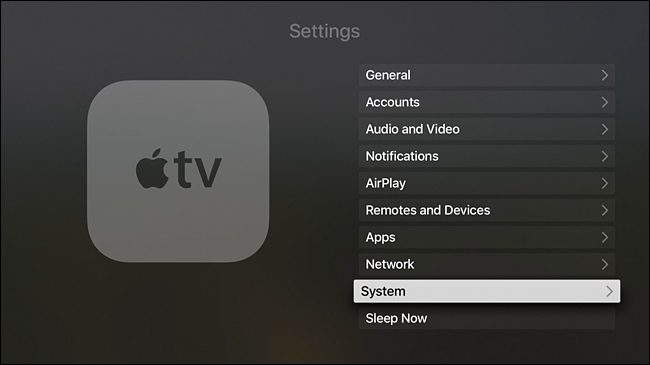 Settings
tv
General
Accounts
Audio and Video
Notifications
AirPlay
Remotes and Devices
Apps
Network
System
Sleep Now